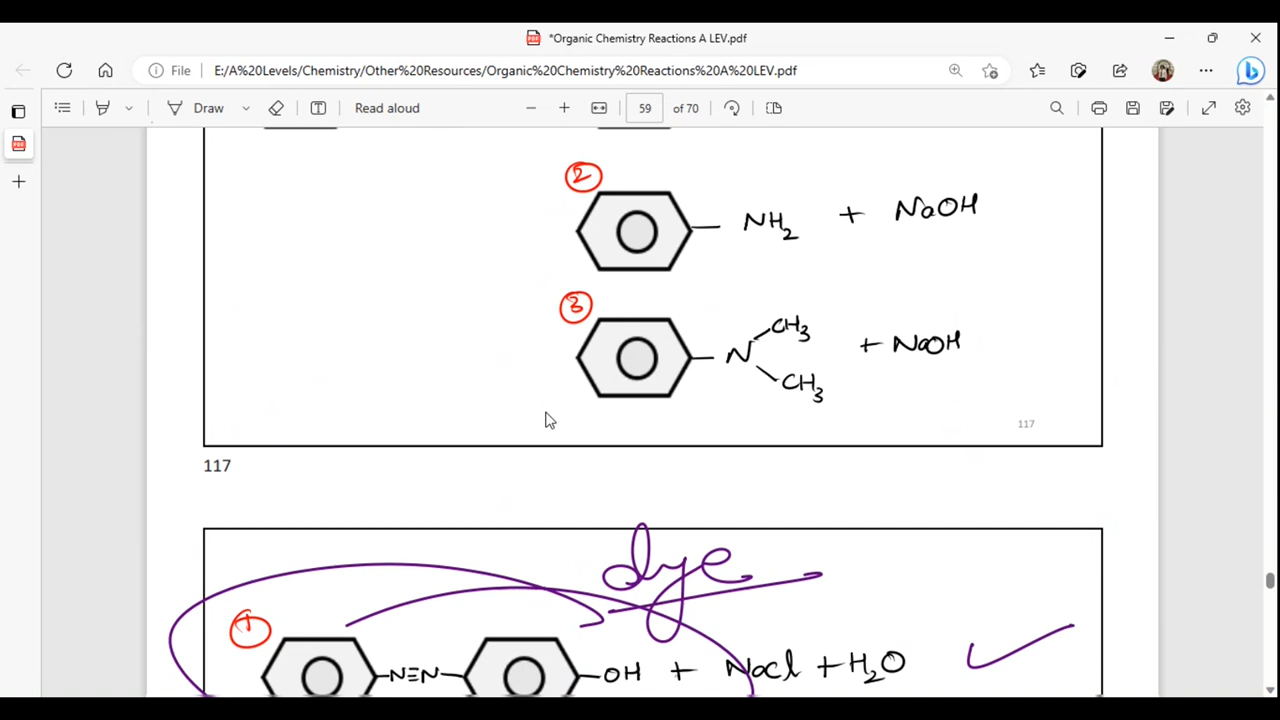 *Organic Chemistry Reactions A LEV.pdf
File E:/A%20Levels/Chemistry/Other%20Resources/Organic%20Chemistry%20Reactions%20A%20LEV.pdf
Draw Read aloud 59 of 70
2
NH2 + NaOH
3
CH3
N + NaOH
CH3
117
117
dye
1
N≡N OH + NaCl + H2O